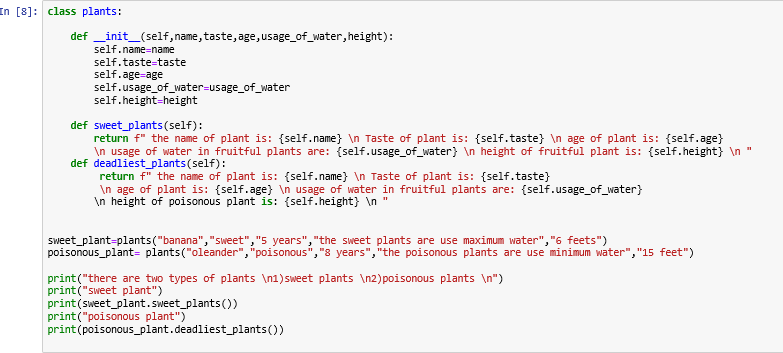 In [8]: class plants:
def __init__(self,name,taste,age,usage_of_water,height):
self.name=name
self.taste=taste
self.age=age
self.usage_of_water=usage_of_water
self.height=height
def sweet_plants(self):
return f" the name of plant is: {self.name} \n Taste of plant is: {self.taste} \n age of plant is: {self.age}
\n usage of water in fruitful plants are: {self.usage_of_water} \n height of fruitful plant is: {self.height} \n "
def deadliest_plants(self):
return f" the name of plant is: {self.name} \n Taste of plant is: {self.taste}
\n age of plant is: {self.age} \n usage of water in fruitful plants are: {self.usage_of_water}
\n height of poisonous plant is: {self.height} \n "
sweet_plant=plants("banana","sweet","5 years","the sweet plants are use maximum water","6 feets")
poisonous_plant= plants("oleander","poisonous","8 years","the poisonous plants are use minimum water","15 feet")
print("there are two types of plants \n1)sweet plants \n2)poisonous plants \n")
print("sweet plant")
print(sweet_plant.sweet_plants())
print("poisonous plant")
print(poisonous_plant.deadliest_plants())